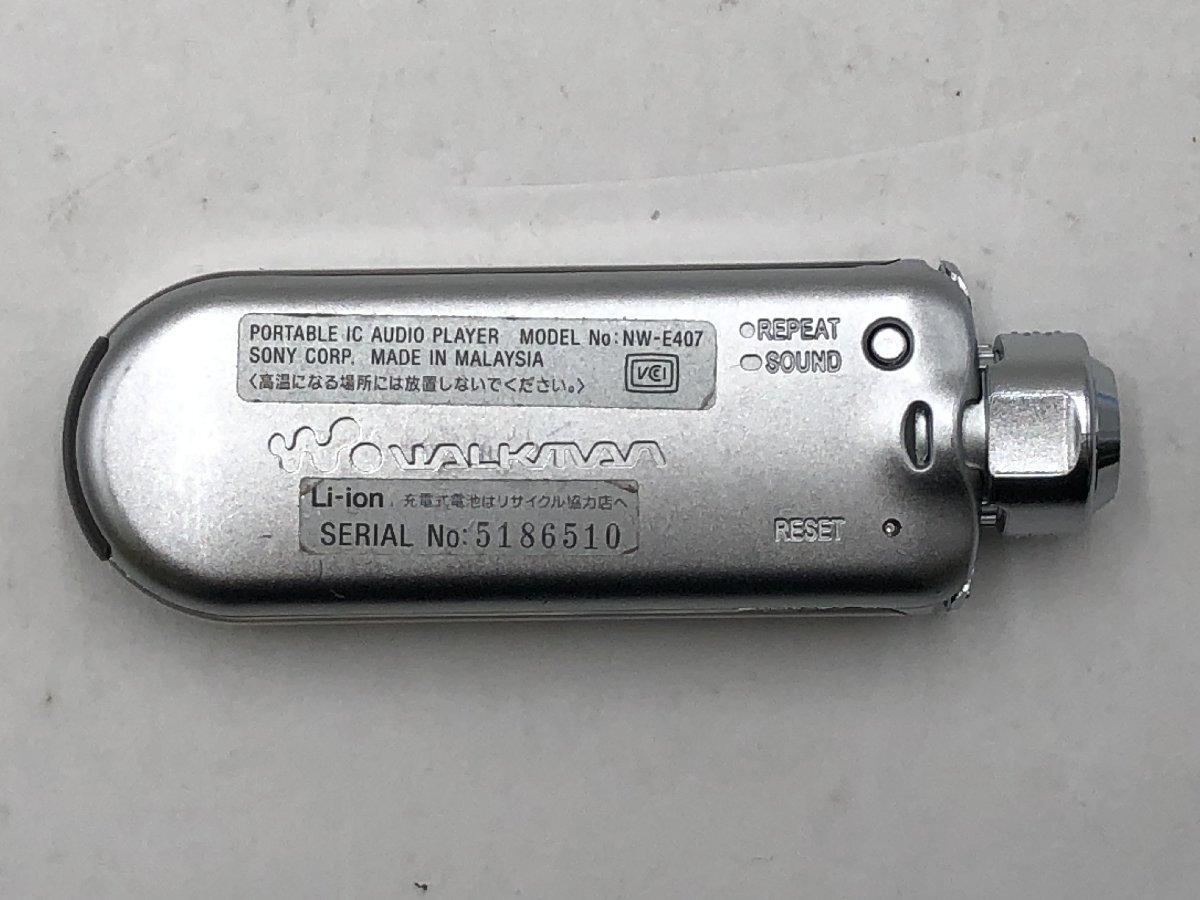 PORTABLE IC AUDIO PLAYER MODEL No:NW-E407
SONY CORP. MADE IN MALAYSIA
〈高温になる場所には放置しないでください。〉
VCI
REPEAT
SOUND
WALKMAN
Li-ion 充電式電池はリサイクル協力店へ
SERIAL No:5186510
RESET